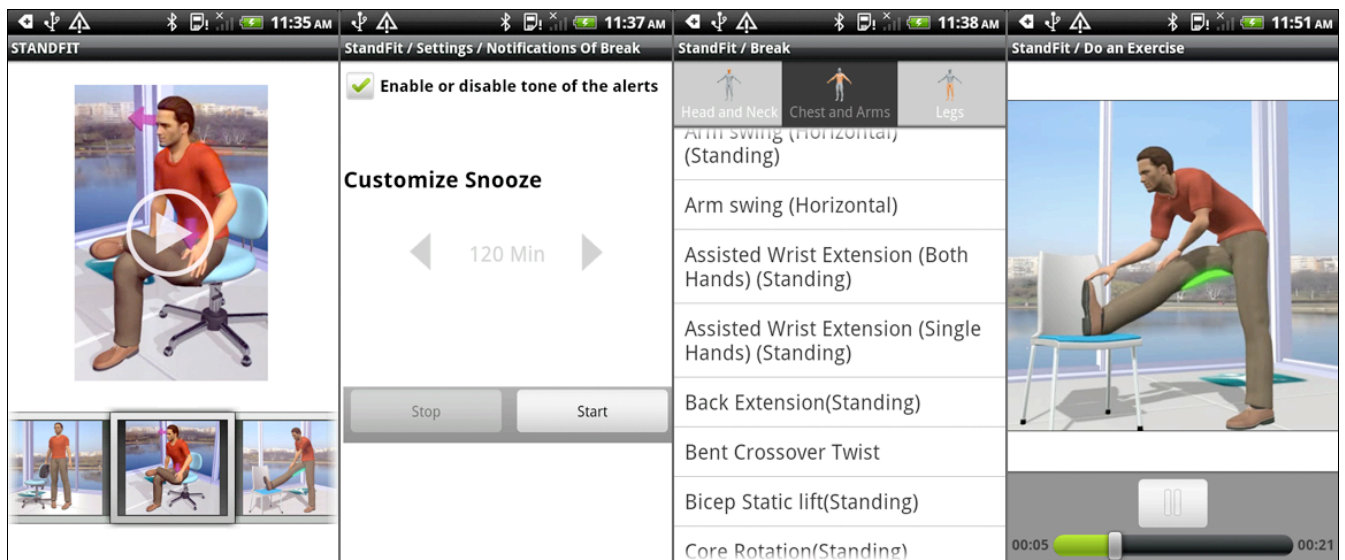 11:35 AM
STANDFIT
11:37 AM
StandFit / Settings / Notifications Of Break
Enable or disable tone of the alerts
Customize Snooze
120 Min
Stop
Start
11:38 AM
StandFit / Break
Head and Neck
Chest and Arms
Legs
Arm swing (Horizontal)
(Standing)
Arm swing (Horizontal)
Assisted Wrist Extension (Both
Hands) (Standing)
Assisted Wrist Extension (Single
Hands) (Standing)
Back Extension(Standing)
Bent Crossover Twist
Bicep Static lift(Standing)
Core Rotation(Standing)
11:51 AM
StandFit / Do an Exercise
00:05
00:21